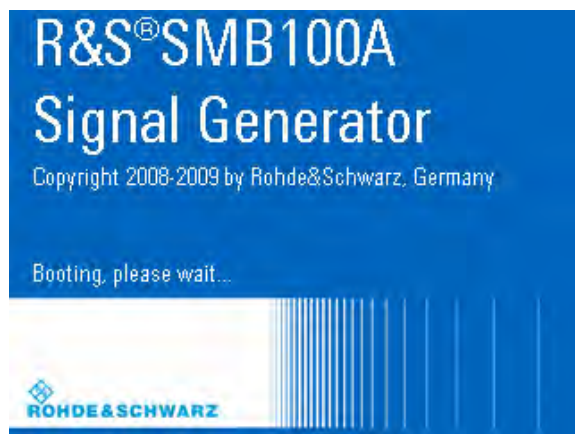 R&S®SMB100A
Signal Generator
Copyright 2008-2009 by Rohde&Schwarz, Germany
Booting, please wait...
ROHDE&SCHWARZ